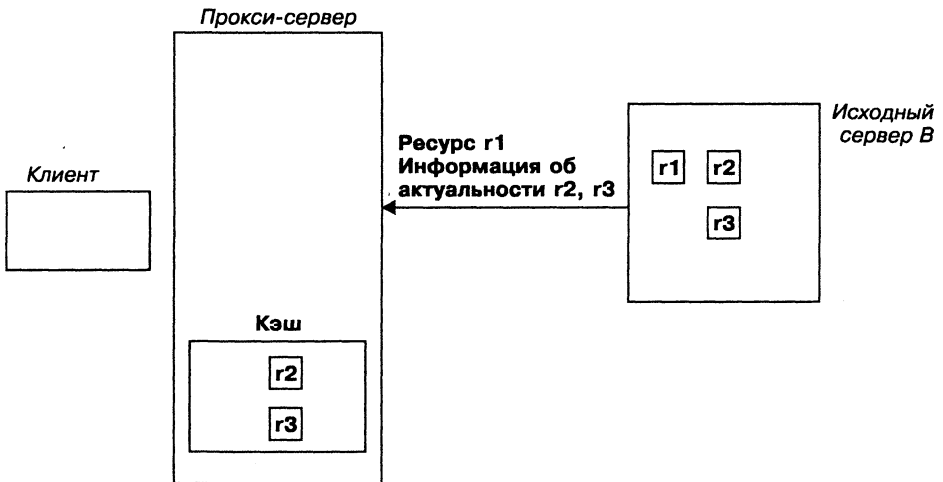 Прокси-сервер
Исходный
сервер B
Ресурс r1
Информация об
актуальности r2, r3
r1 r2
Клиент
r3
Кэш
r2
r3